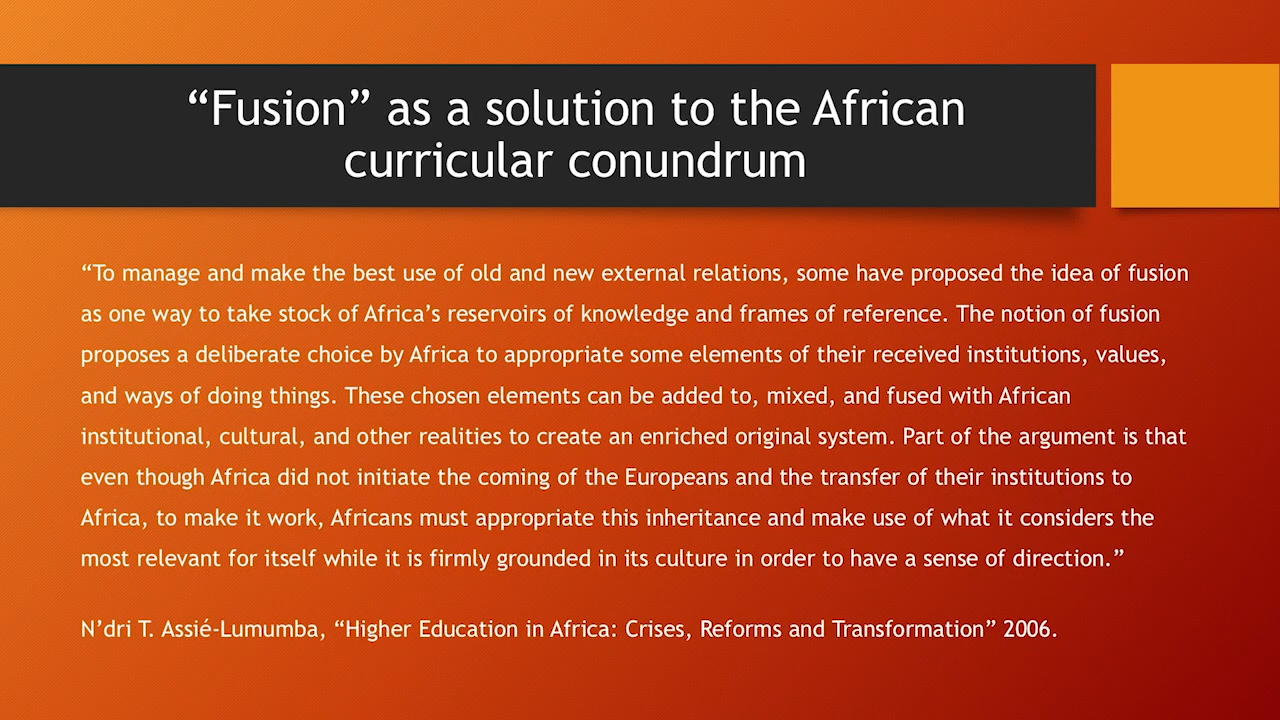 “Fusion” as a solution to the African
curricular conundrum
“To manage and make the best use of old and new external relations, some have proposed the idea of fusion
as one way to take stock of Africa’s reservoirs of knowledge and frames of reference. The notion of fusion
proposes a deliberate choice by Africa to appropriate some elements of their received institutions, values,
and ways of doing things. These chosen elements can be added to, mixed, and fused with African
institutional, cultural, and other realities to create an enriched original system. Part of the argument is that
even though Africa did not initiate the coming of the Europeans and the transfer of their institutions to
Africa, to make it work, Africans must appropriate this inheritance and make use of what it considers the
most relevant for itself while it is firmly grounded in its culture in order to have a sense of direction.”
N’dri T. Assié-Lumumba, “Higher Education in Africa: Crises, Reforms and Transformation” 2006.